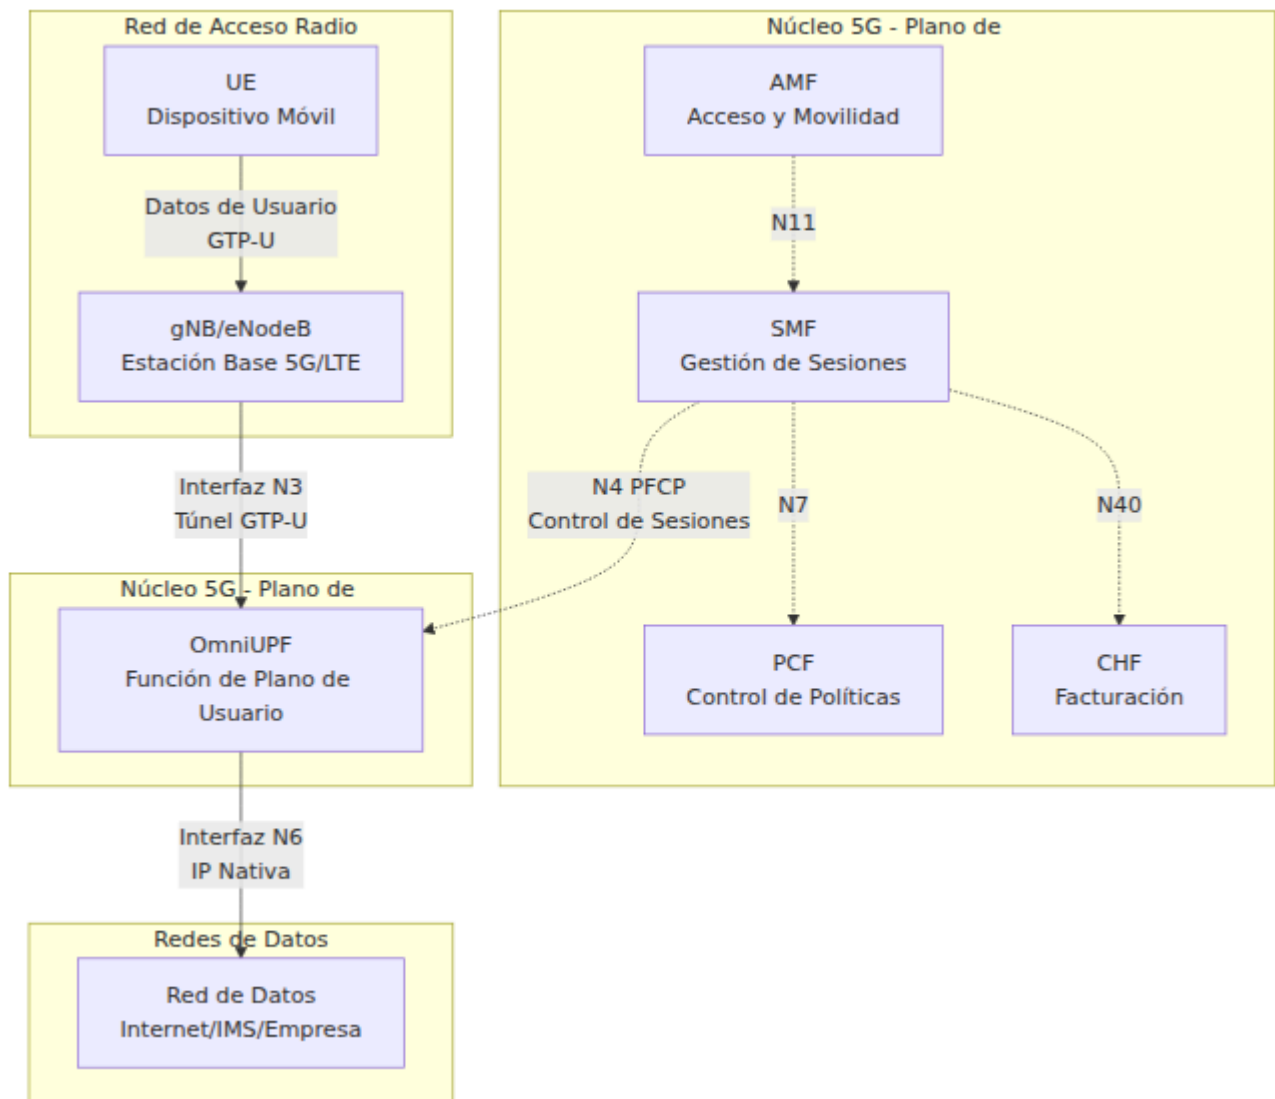 Red de Acceso Radio
UE
Dispositivo Móvil
Datos de Usuario
GTP-U
gNB/eNodeB
Estación Base 5G/LTE
Interfaz N3
Túnel GTP-U
Núcleo 5G - Plano de
OmniUPF
Función de Plano de
Usuario
Interfaz N6
IP Nativa
Redes de Datos
Red de Datos
Internet/IMS/Empresa
Núcleo 5G - Plano de
AMF
Acceso y Movilidad
N11
SMF
Gestión de Sesiones
N4 PFCP
Control de Sesiones
N7
N40
PCF
Control de Políticas
CHF
Facturación